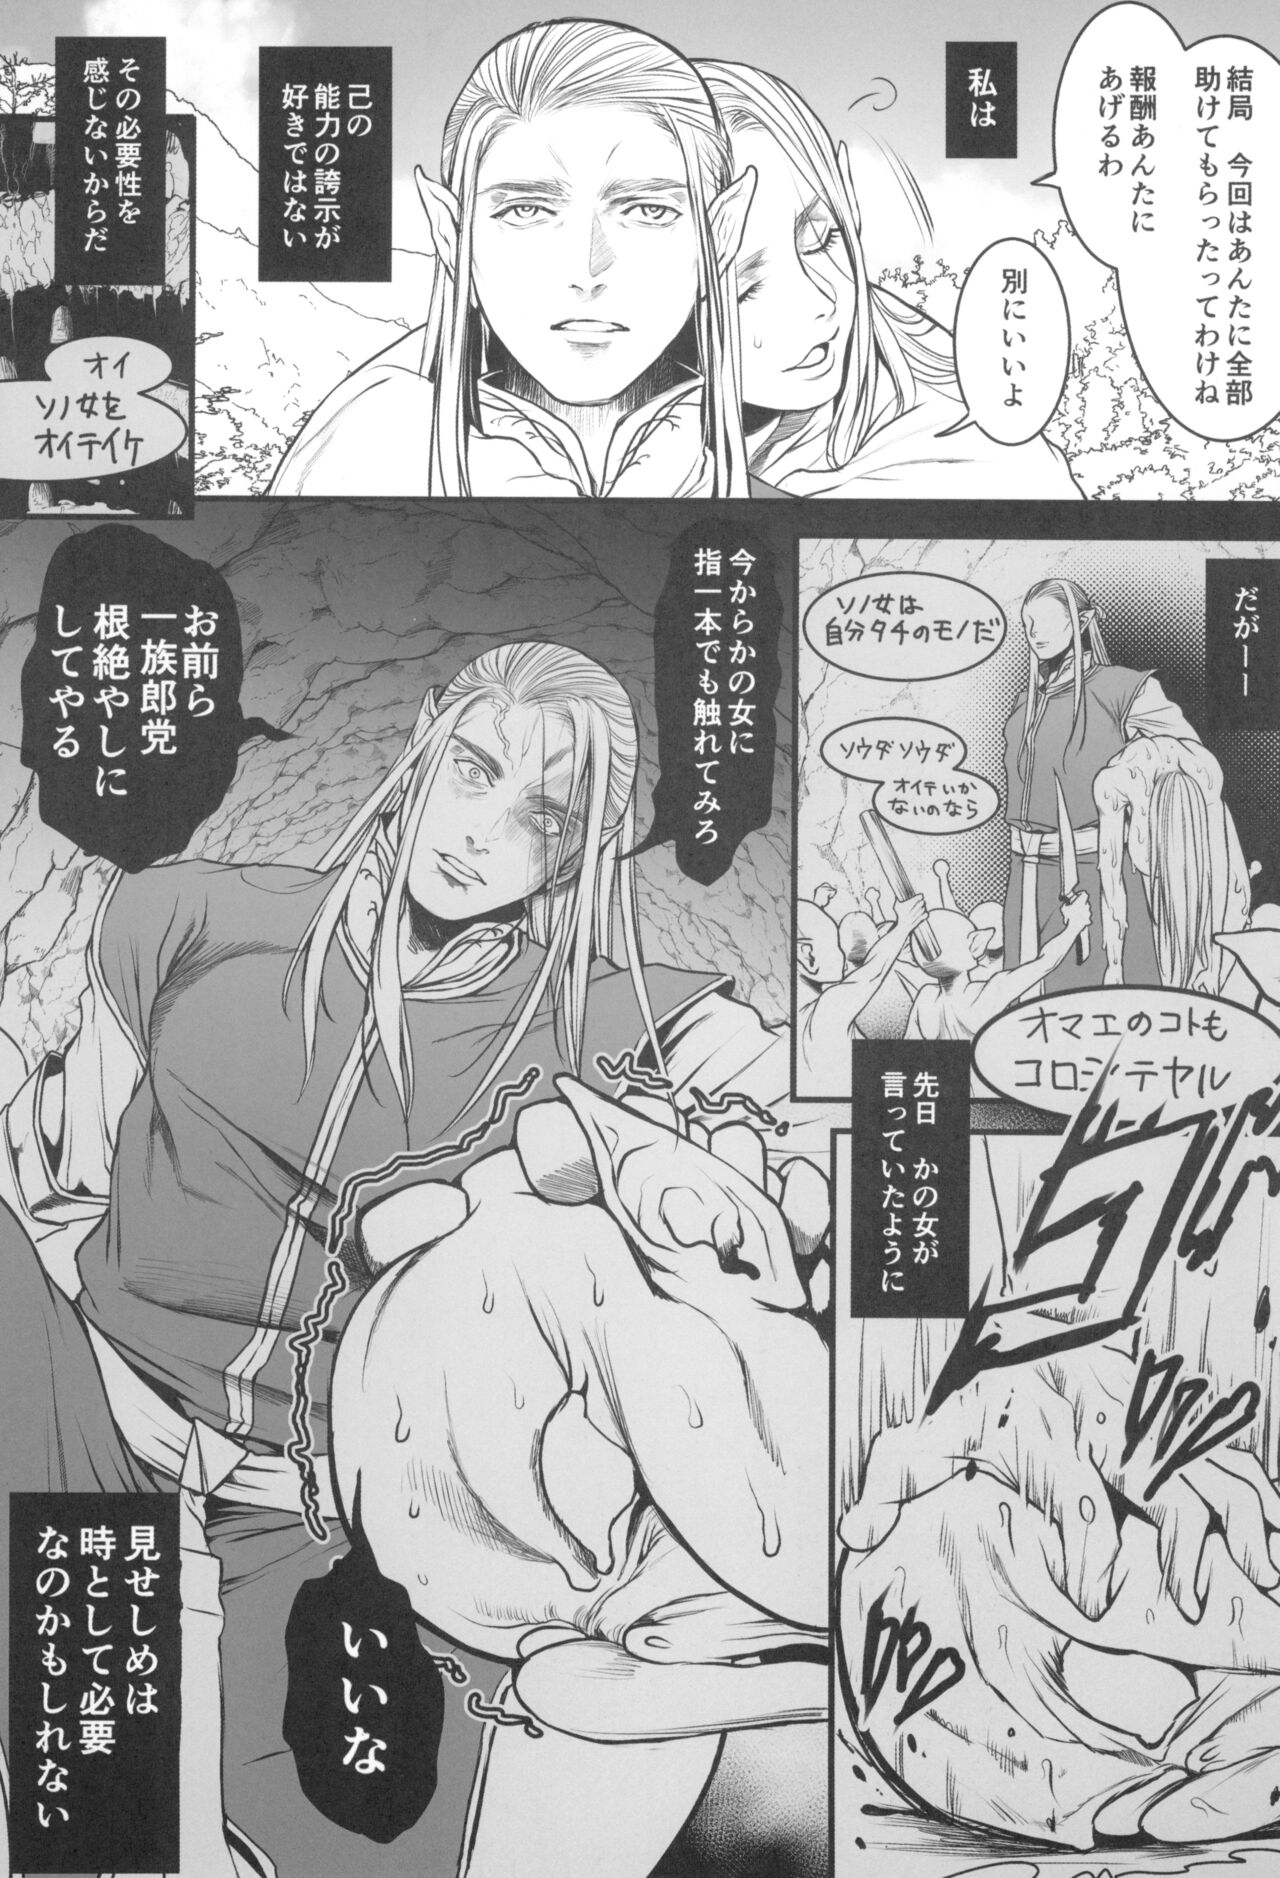 結局　今回はあんたに全部
助けてもらったってわけね
報酬あんたに
あげるわ
別にいいよ
私は
己の
能力の誇示が
好きではない
その必要性を
感じないからだ
オイ
ソノ女を
オイテイケ
だがーー
ソノ女は
自分タチのモノだ
ソウダソウダ
オイテいか
ないのなら
オマエのコトも
コロシテヤル
先日　かの女が
言っていたように
今からかの女に
指一本でも触れてみろ
お前ら
一族郎党
根絶やしに
してやる
いいな
見せしめは
時として必要
なのかもしれない